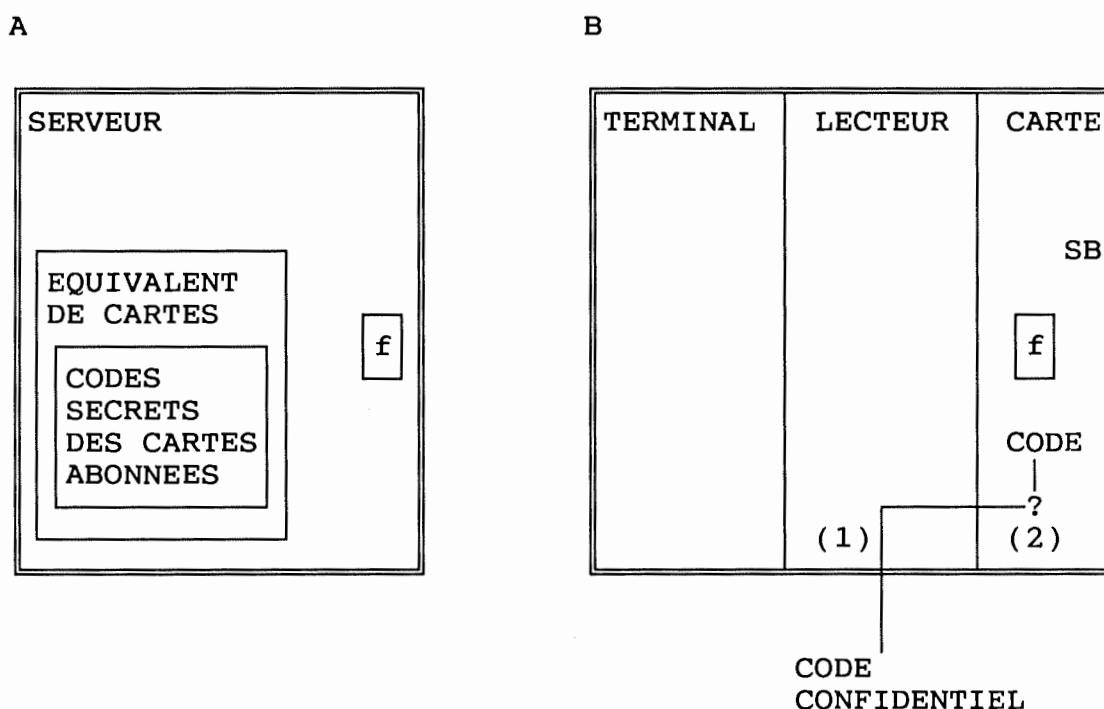 A
B
SERVEUR
EQUIVALENT
DE CARTES
CODES
SECRETS
DES CARTES
ABONNEES
f
TERMINAL
LECTEUR
CARTE
SB
f
CODE
?
(1)
(2)
CODE
CONFIDENTIEL